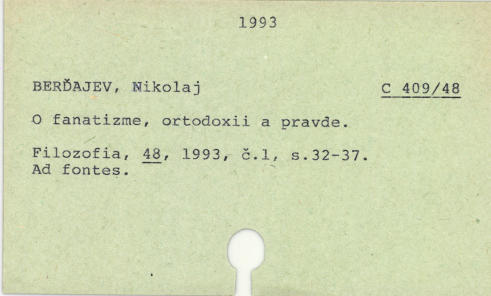 1993
BERĎAJEV, Nikolaj C 409/48
O fanatizme, ortodoxii a pravde.
Filozofia, 48, 1993, č.1, s.32-37.
Ad fontes.